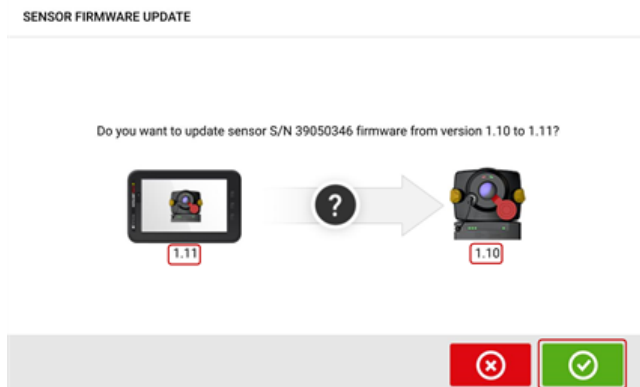 SENSOR FIRMWARE UPDATE
Do you want to update sensor S/N 39050346 firmware from version 1.10 to 1.11?
?
1.11
1.10